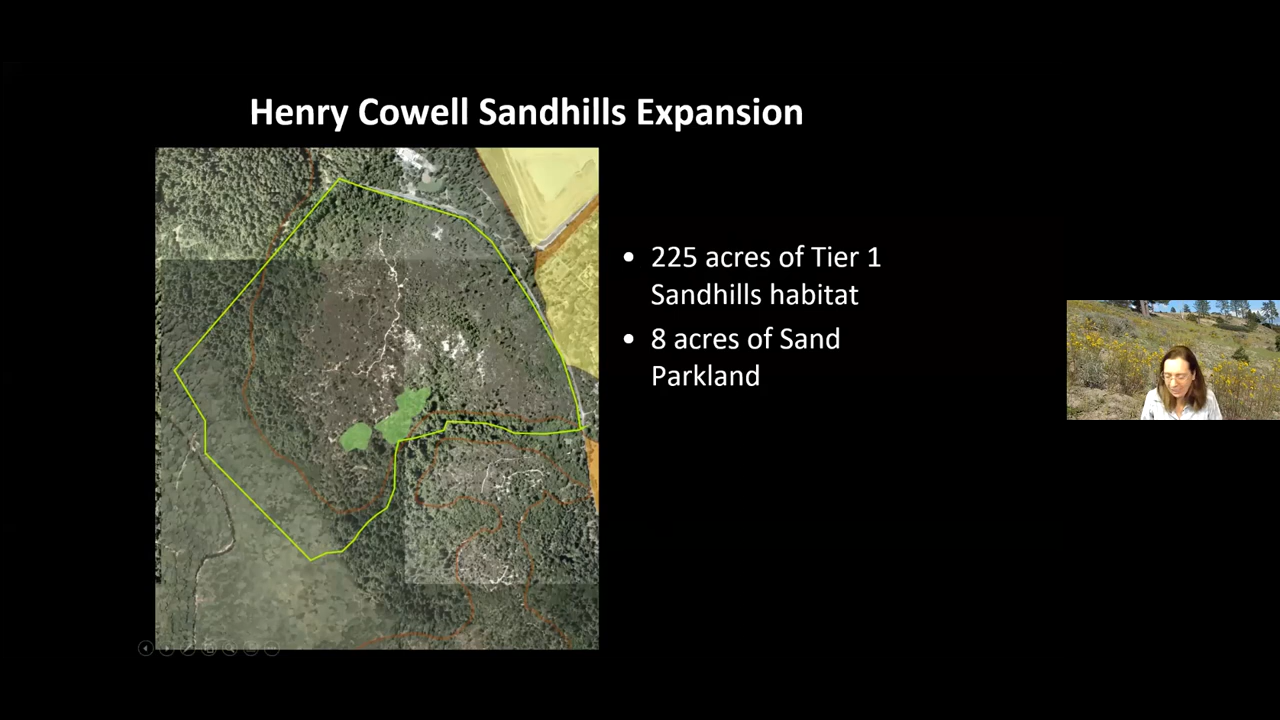 Henry Cowell Sandhills Expansion
• 225 acres of Tier 1
Sandhills habitat
• 8 acres of Sand
Parkland